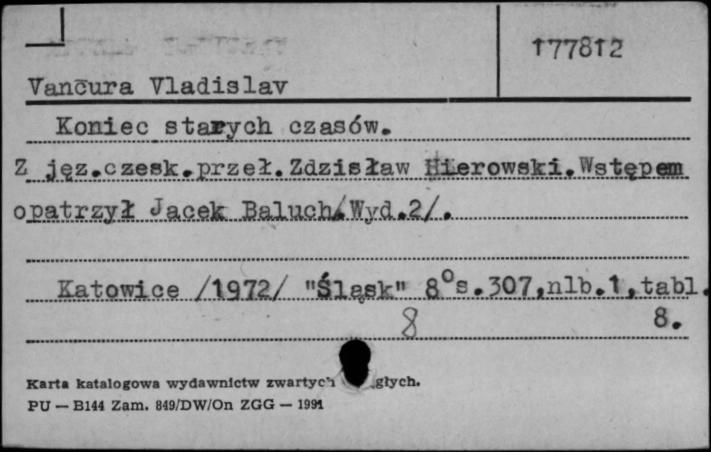 177812
Vančura Vladislav
Koniec starych czasów.
Z jęz.czesk.przeł.Zdzisław Hierowski.Wstępem
opatrzył Jacek Baluch/Wyd.2/.
Katowice /1972/ "Śląsk" 8°s.307,nlb.1,tabl.
8 8.
Karta katalogowa wydawnictw zwartych głych.
PU — B144 Zam. 849/DW/On ZGG — 1991